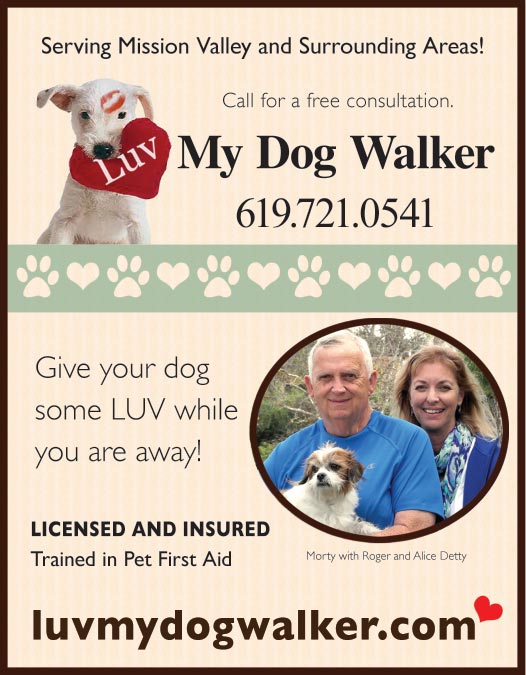 Serving Mission Valley and Surrounding Areas!
Call for a free consultation.
Luv My Dog Walker
619.721.0541
Give your dog
some LUV while
you are away!
LICENSED AND INSURED
Trained in Pet First Aid
Morty with Roger and Alice Detty
luvmydogwalker.com